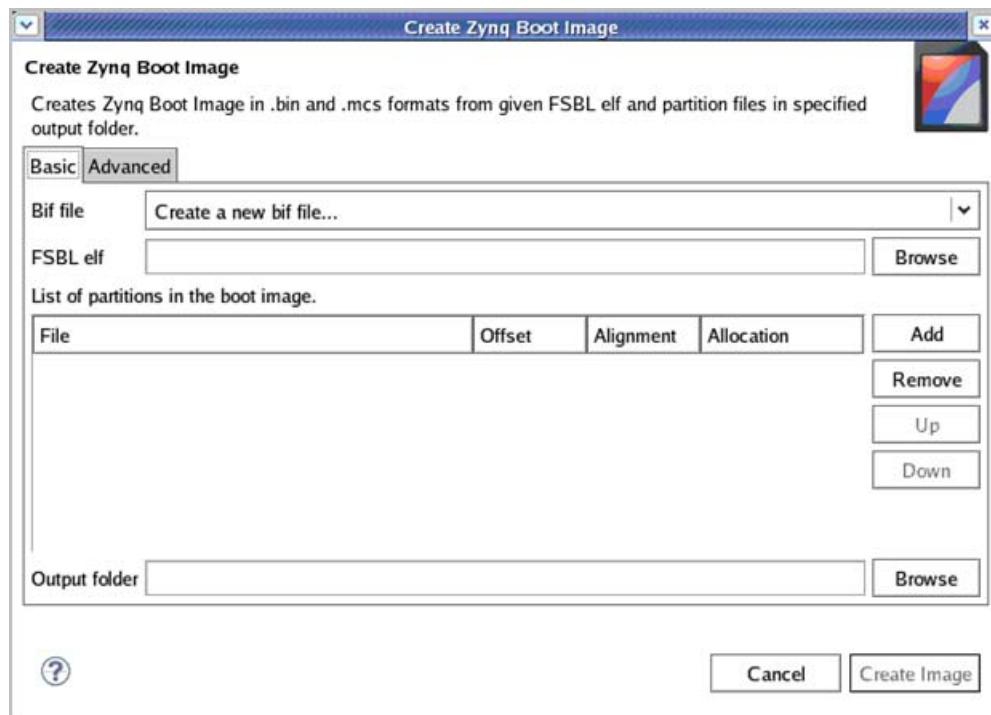 Create Zynq Boot Image
Create Zynq Boot Image
Creates Zynq Boot Image in .bin and .mcs formats from given FSBL elf and partition files in specified
output folder.
Basic Advanced
Bif file Create a new bif file...
FSBL elf Browse
List of partitions in the boot image.
File Offset Alignment Allocation Add
Remove
Up
Down
Output folder Browse
? Cancel Create Image